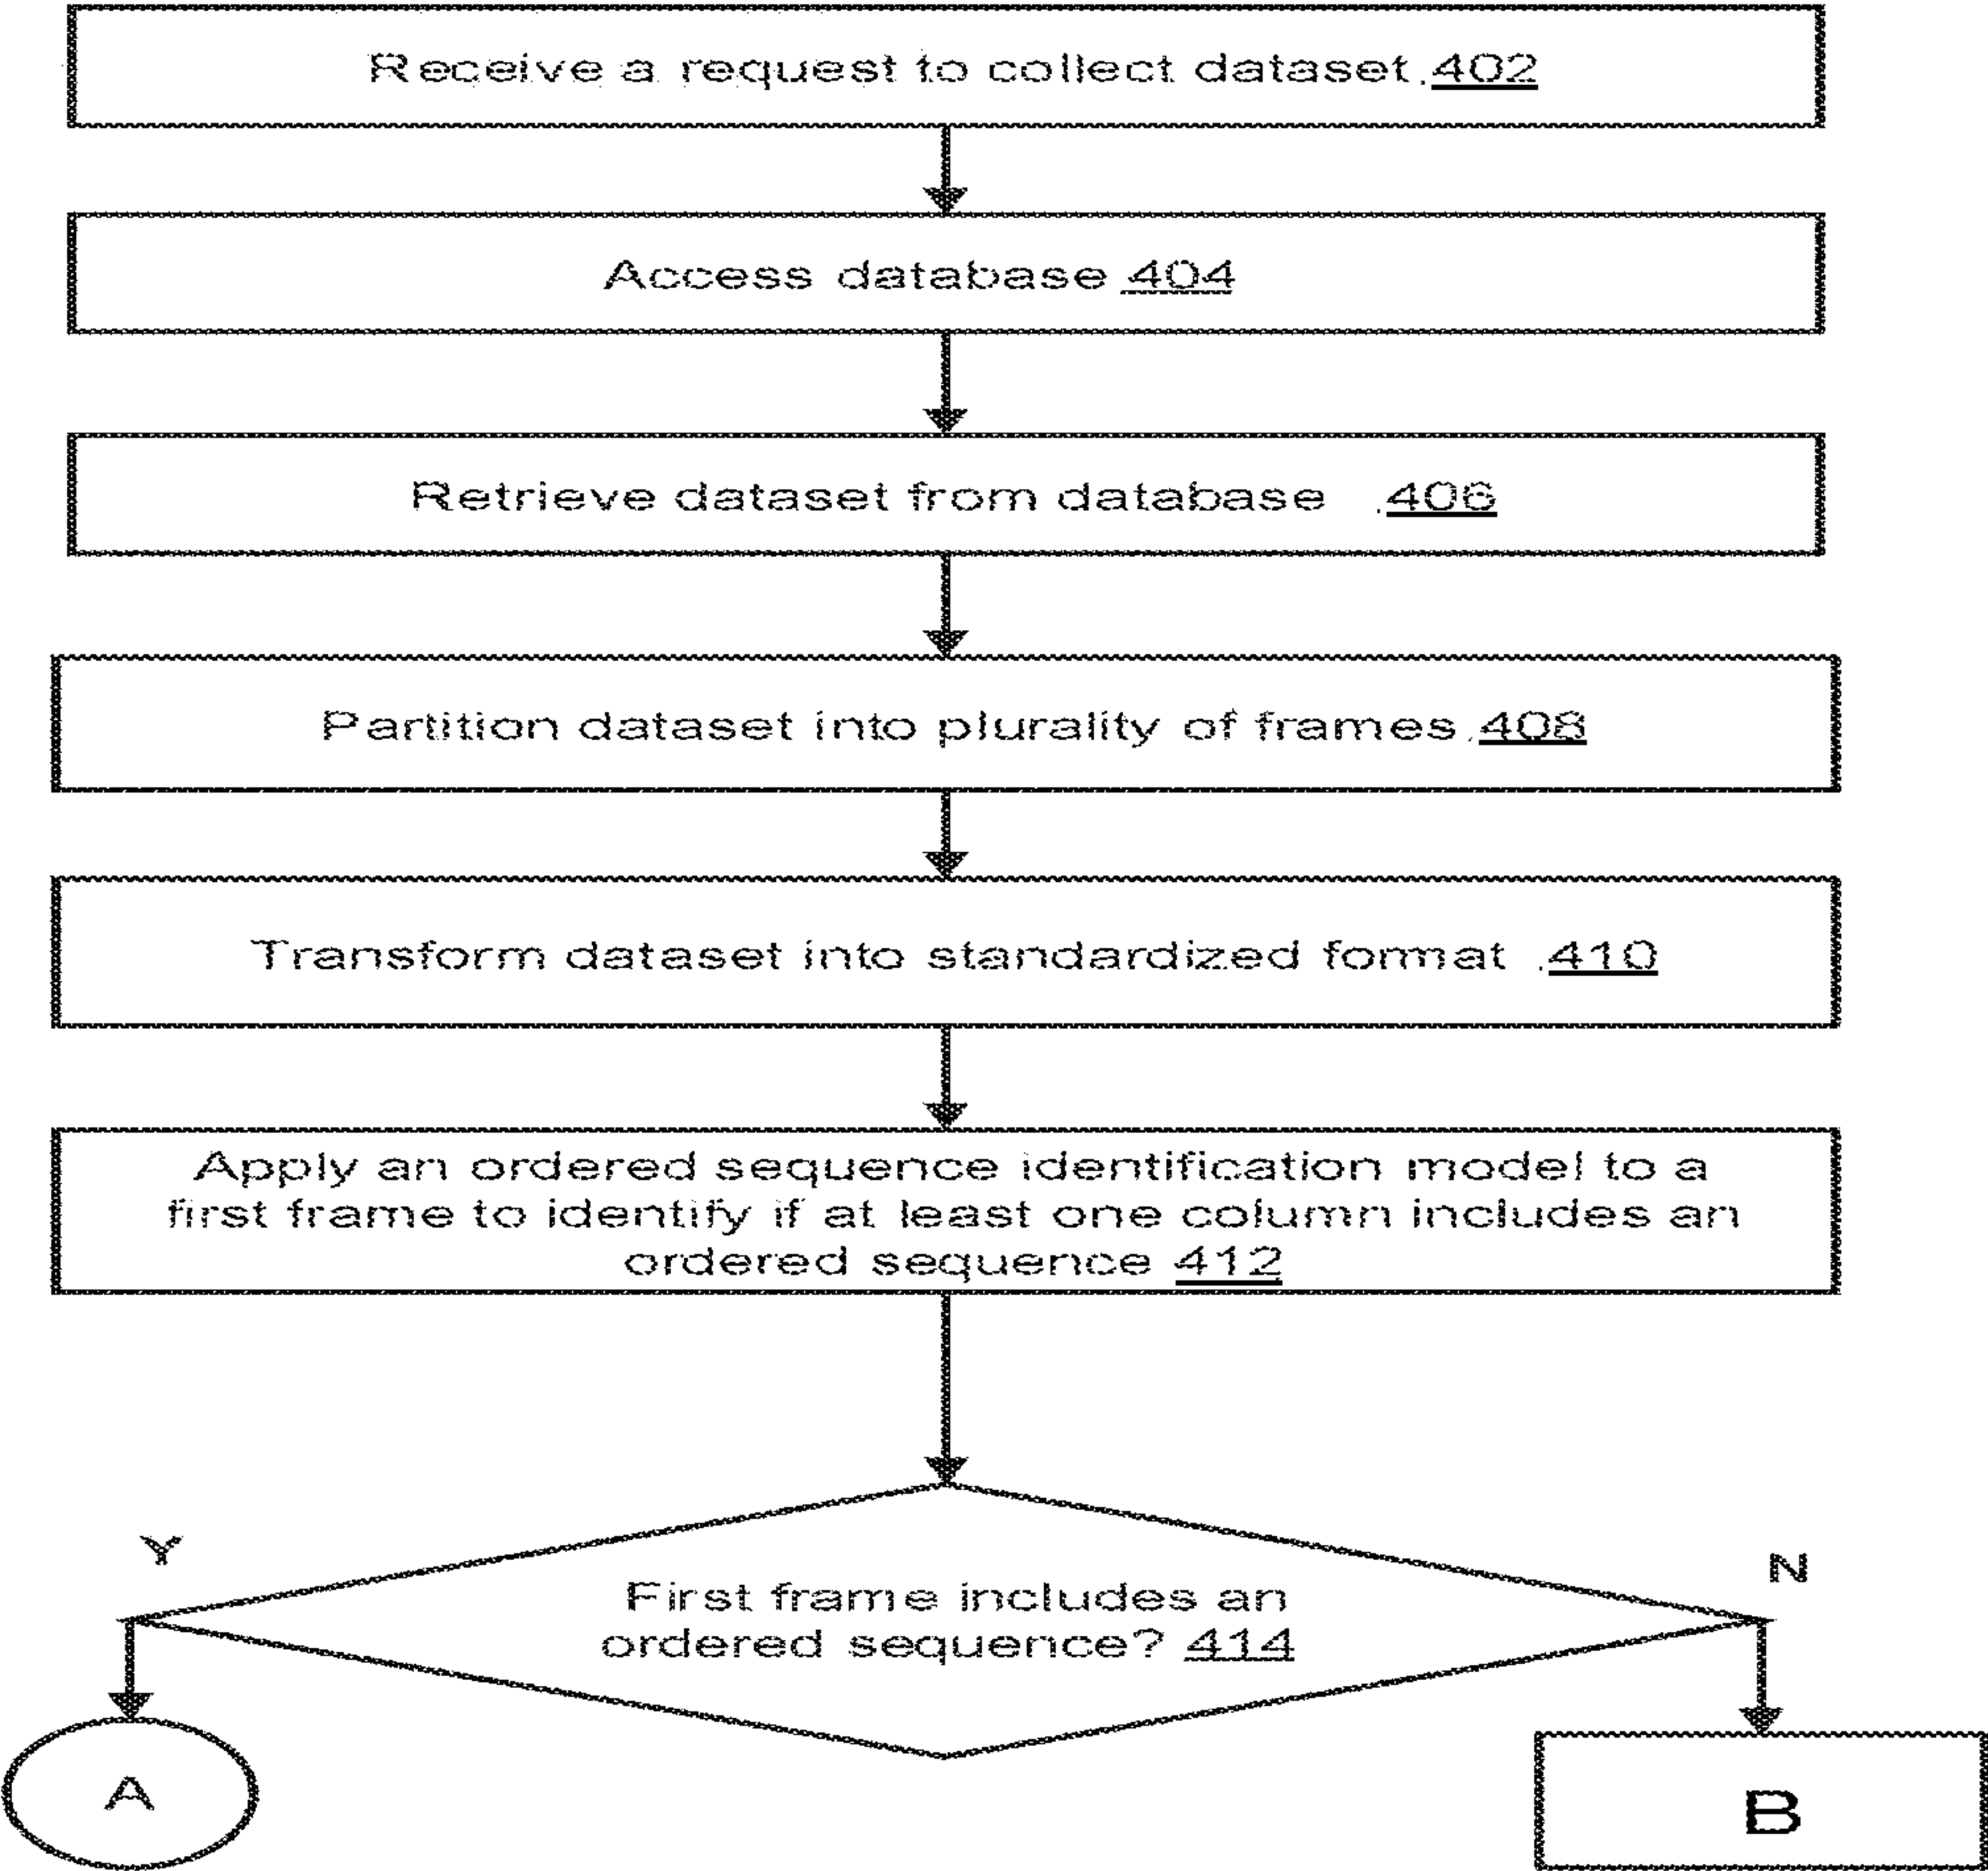 Receive a request to collect dataset 402
Access database 404
Retrieve dataset from database 406
Partition dataset into plurality of frames 408
Transform dataset into standardized format 410
Apply an ordered sequence identification model to a
first frame to identify if at least one column includes an
ordered sequence 412
Y
N
First frame includes an
ordered sequence? 414
A
B